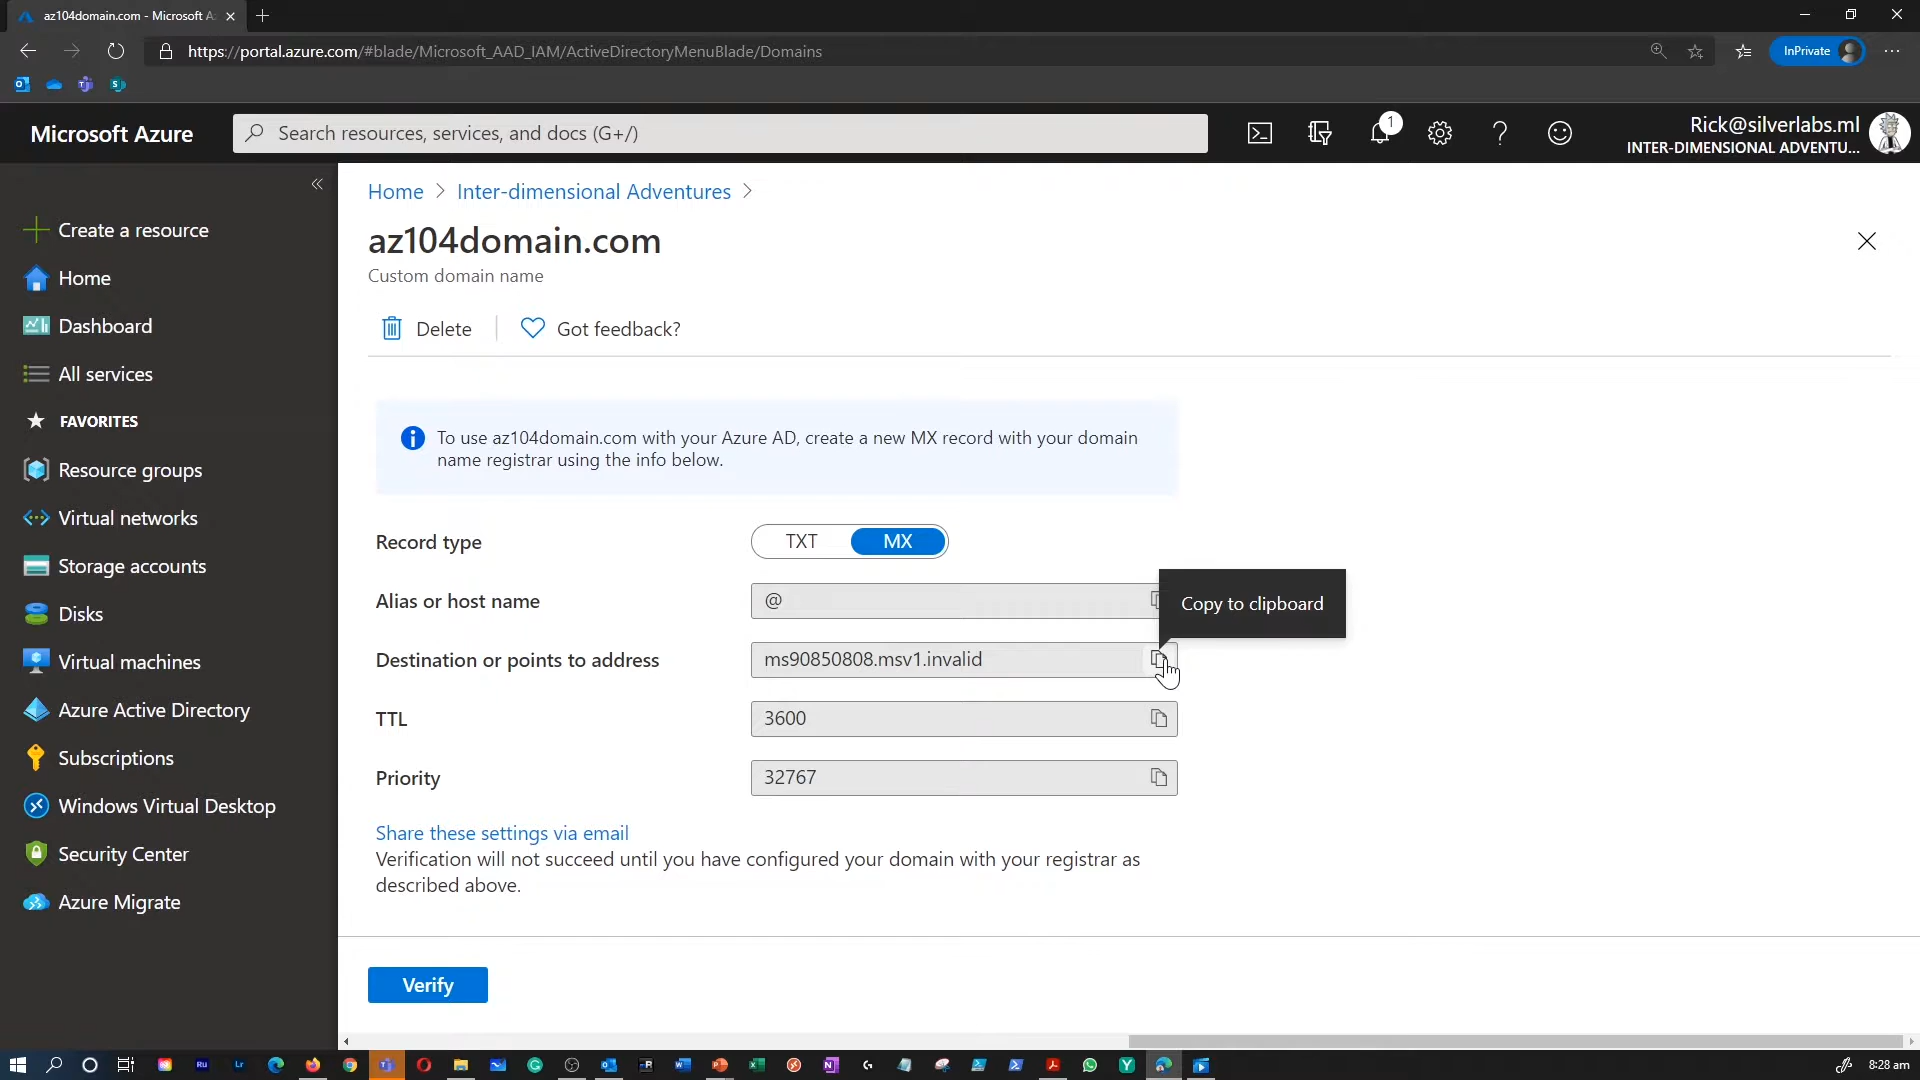 az104domain.com - Microsoft A
https://portal.azure.com/#blade/Microsoft_AAD_IAM/ActiveDirectoryMenuBlade/Domains
InPrivate
Microsoft Azure
Search resources, services, and docs (G+/)
1
Rick@silverlabs.ml
INTER-DIMENSIONAL ADVENTU...
Create a resource
Home
Dashboard
All services
FAVORITES
Resource groups
Virtual networks
Storage accounts
Disks
Virtual machines
Azure Active Directory
Subscriptions
Windows Virtual Desktop
Security Center
Azure Migrate
Home > Inter-dimensional Adventures >
az104domain.com
Custom domain name
Delete
Got feedback?
To use az104domain.com with your Azure AD, create a new MX record with your domain
name registrar using the info below.
Record type
TXT
MX
Alias or host name
@
Copy to clipboard
Destination or points to address
ms90850808.msv1.invalid
TTL
3600
Priority
32767
Share these settings via email
Verification will not succeed until you have configured your domain with your registrar as
described above.
Verify
8:28 am